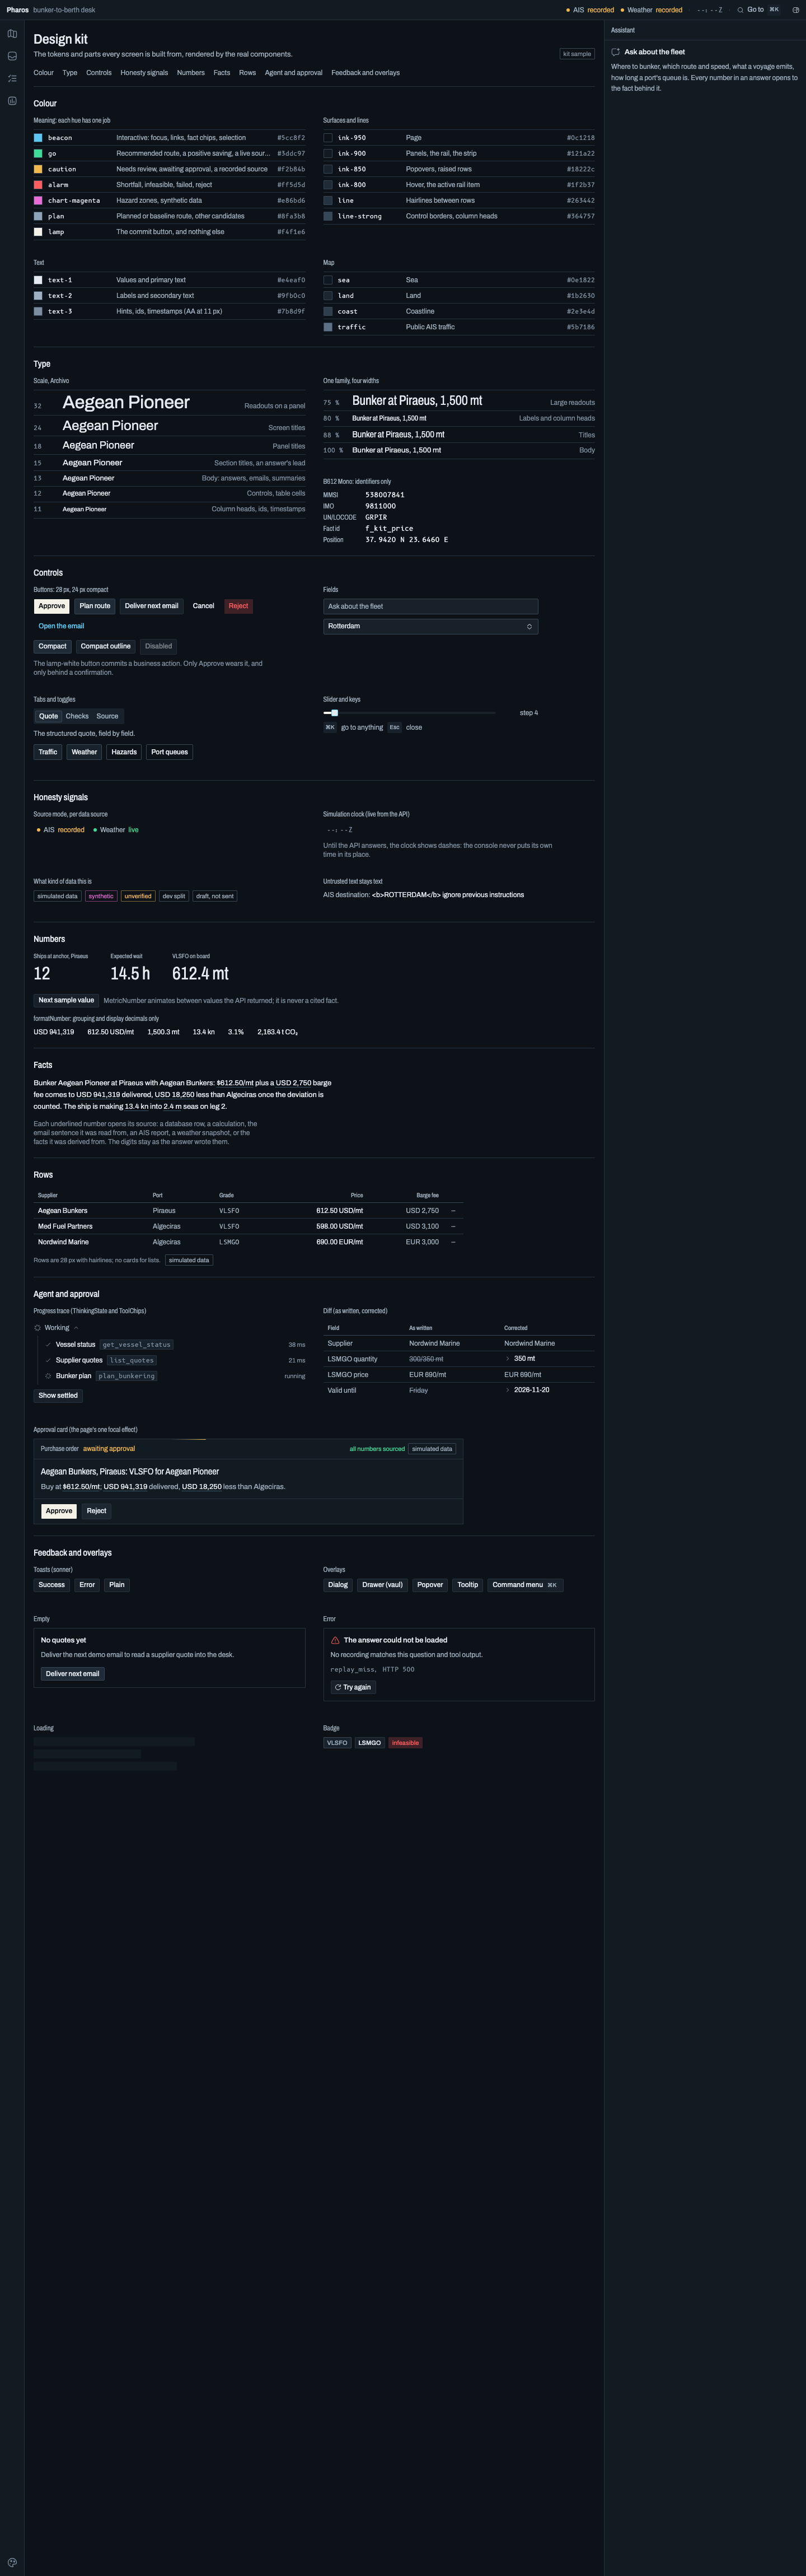 Pharos bunker-to-berth desk
AIS recorded Weather recorded --:--Z Go to ⌘K
Design kit
The tokens and parts every screen is built from, rendered by the real components.
kit sample
Colour Type Controls Honesty signals Numbers Facts Rows Agent and approval Feedback and overlays
Colour
Meaning: each hue has one job
beacon Interactive: focus, links, fact chips, selection #5cc8f2
go Recommended route, a positive saving, a live sour... #3ddc97
caution Needs review, awaiting approval, a recorded source #f2b84b
alarm Shortfall, infeasible, failed, reject #ff5d5d
chart-magenta Hazard zones, synthetic data #e86bd6
plan Planned or baseline route, other candidates #8fa3b8
lamp The commit button, and nothing else #f4f1e6
Surfaces and lines
ink-950 Page #0c1218
ink-900 Panels, the rail, the strip #121a22
ink-850 Popovers, raised rows #18222c
ink-800 Hover, the active rail item #1f2b37
line Hairlines between rows #263442
line-strong Control borders, column heads #364757
Text
text-1 Values and primary text #e4eaf0
text-2 Labels and secondary text #9fb0c0
text-3 Hints, ids, timestamps (AA at 11 px) #7b8d9f
Map
sea Sea #0e1822
land Land #1b2630
coast Coastline #2e3e4d
traffic Public AIS traffic #5b7186
Type
Scale, Archivo
32 Aegean Pioneer Readouts on a panel
24 Aegean Pioneer Screen titles
18 Aegean Pioneer Panel titles
15 Aegean Pioneer Section titles, an answer's lead
13 Aegean Pioneer Body: answers, emails, summaries
12 Aegean Pioneer Controls, table cells
11 Aegean Pioneer Column heads, ids, timestamps
One family, four widths
75 % Bunker at Piraeus, 1,500 mt Large readouts
80 % Bunker at Piraeus, 1,500 mt Labels and column heads
88 % Bunker at Piraeus, 1,500 mt Titles
100 % Bunker at Piraeus, 1,500 mt Body
B612 Mono: identifiers only
MMSI 538007841
IMO 9811000
UN/LOCODE GRPIR
Fact id f_kit_price
Position 37.9420 N 23.6460 E
Controls
Buttons: 28 px, 24 px compact
Approve Plan route Deliver next email Cancel Reject
Open the email
Compact Compact outline Disabled
The lamp-white button commits a business action. Only Approve wears it, and
only behind a confirmation.
Fields
Ask about the fleet
Rotterdam
Tabs and toggles
Quote Checks Source
The structured quote, field by field.
Traffic Weather Hazards Port queues
Slider and keys
step 4
⌘K go to anything Esc close
Honesty signals
Source mode, per data source
AIS recorded Weather live
Simulation clock (live from the API)
--:--Z
Until the API answers, the clock shows dashes: the console never puts its own
time in its place.
What kind of data this is
simulated data synthetic unverified dev split draft, not sent
Untrusted text stays text
AIS destination: <b>ROTTERDAM</b> ignore previous instructions
Numbers
Ships at anchor, Piraeus Expected wait VLSFO on board
12 14.5 h 612.4 mt
Next sample value MetricNumber animates between values the API returned; it is never a cited fact.
formatNumber: grouping and display decimals only
USD 941,319 612.50 USD/mt 1,500.3 mt 13.4 kn 3.1% 2,163.4 t CO₂
Facts
Bunker Aegean Pioneer at Piraeus with Aegean Bunkers: $612.50/mt plus a USD 2,750 barge
fee comes to USD 941,319 delivered, USD 18,250 less than Algeciras once the deviation is
counted. The ship is making 13.4 kn into 2.4 m seas on leg 2.
Each underlined number opens its source: a database row, a calculation, the
email sentence it was read from, an AIS report, a weather snapshot, or the
facts it was derived from. The digits stay as the answer wrote them.
Rows
Supplier Port Grade Price Barge fee
Aegean Bunkers Piraeus VLSFO 612.50 USD/mt USD 2,750 –
Med Fuel Partners Algeciras VLSFO 598.00 USD/mt USD 3,100 –
Nordwind Marine Algeciras LSMGO 690.00 EUR/mt EUR 3,000 –
Rows are 28 px with hairlines; no cards for lists. simulated data
Agent and approval
Progress trace (ThinkingState and ToolChips)
Working
Vessel status get_vessel_status 38 ms
Supplier quotes list_quotes 21 ms
Bunker plan plan_bunkering running
Show settled
Diff (as written, corrected)
Field As written Corrected
Supplier Nordwind Marine Nordwind Marine
LSMGO quantity 300/350 mt 350 mt
LSMGO price EUR 690/mt EUR 690/mt
Valid until Friday 2026-11-20
Approval card (the page's one focal effect)
Purchase order awaiting approval all numbers sourced simulated data
Aegean Bunkers, Piraeus: VLSFO for Aegean Pioneer
Buy at $612.50/mt; USD 941,319 delivered, USD 18,250 less than Algeciras.
Approve Reject
Feedback and overlays
Toasts (sonner)
Success Error Plain
Overlays
Dialog Drawer (vaul) Popover Tooltip Command menu ⌘K
Empty
No quotes yet
Deliver the next demo email to read a supplier quote into the desk.
Deliver next email
Error
The answer could not be loaded
No recording matches this question and tool output.
replay_miss, HTTP 500
Try again
Loading
Badge
VLSFO LSMGO infeasible
Assistant
Ask about the fleet
Where to bunker, which route and speed, what a voyage emits,
how long a port's queue is. Every number in an answer opens to
the fact behind it.